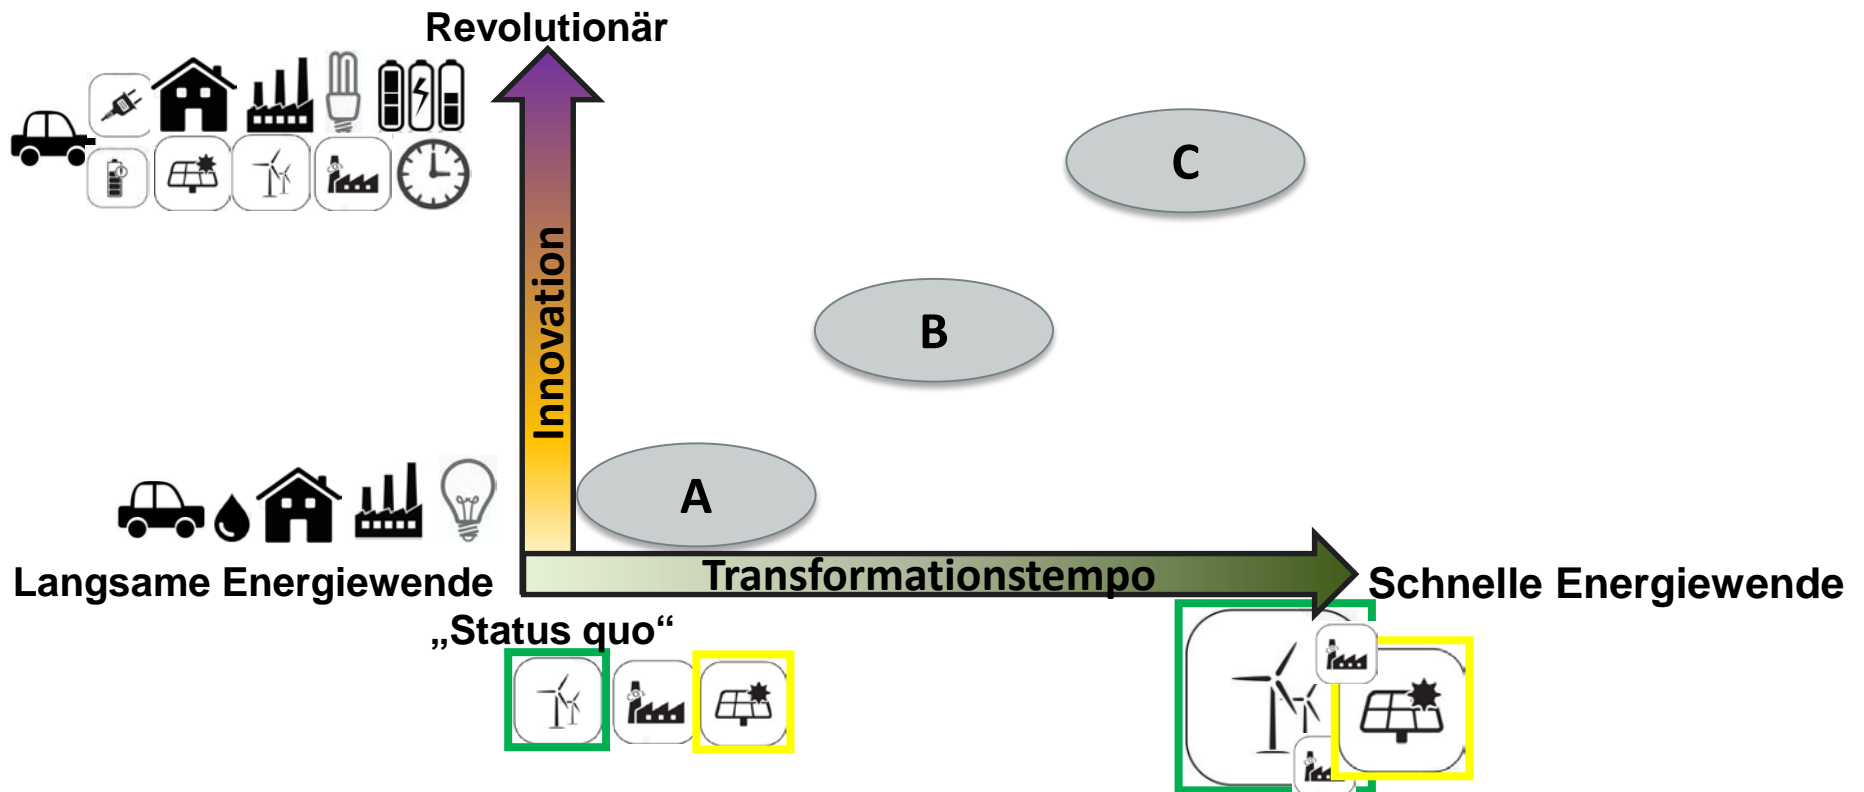 Revolutionär
Innovation
C
B
A
Transformationstempo
Langsame Energiewende
Schnelle Energiewende
„Status quo“